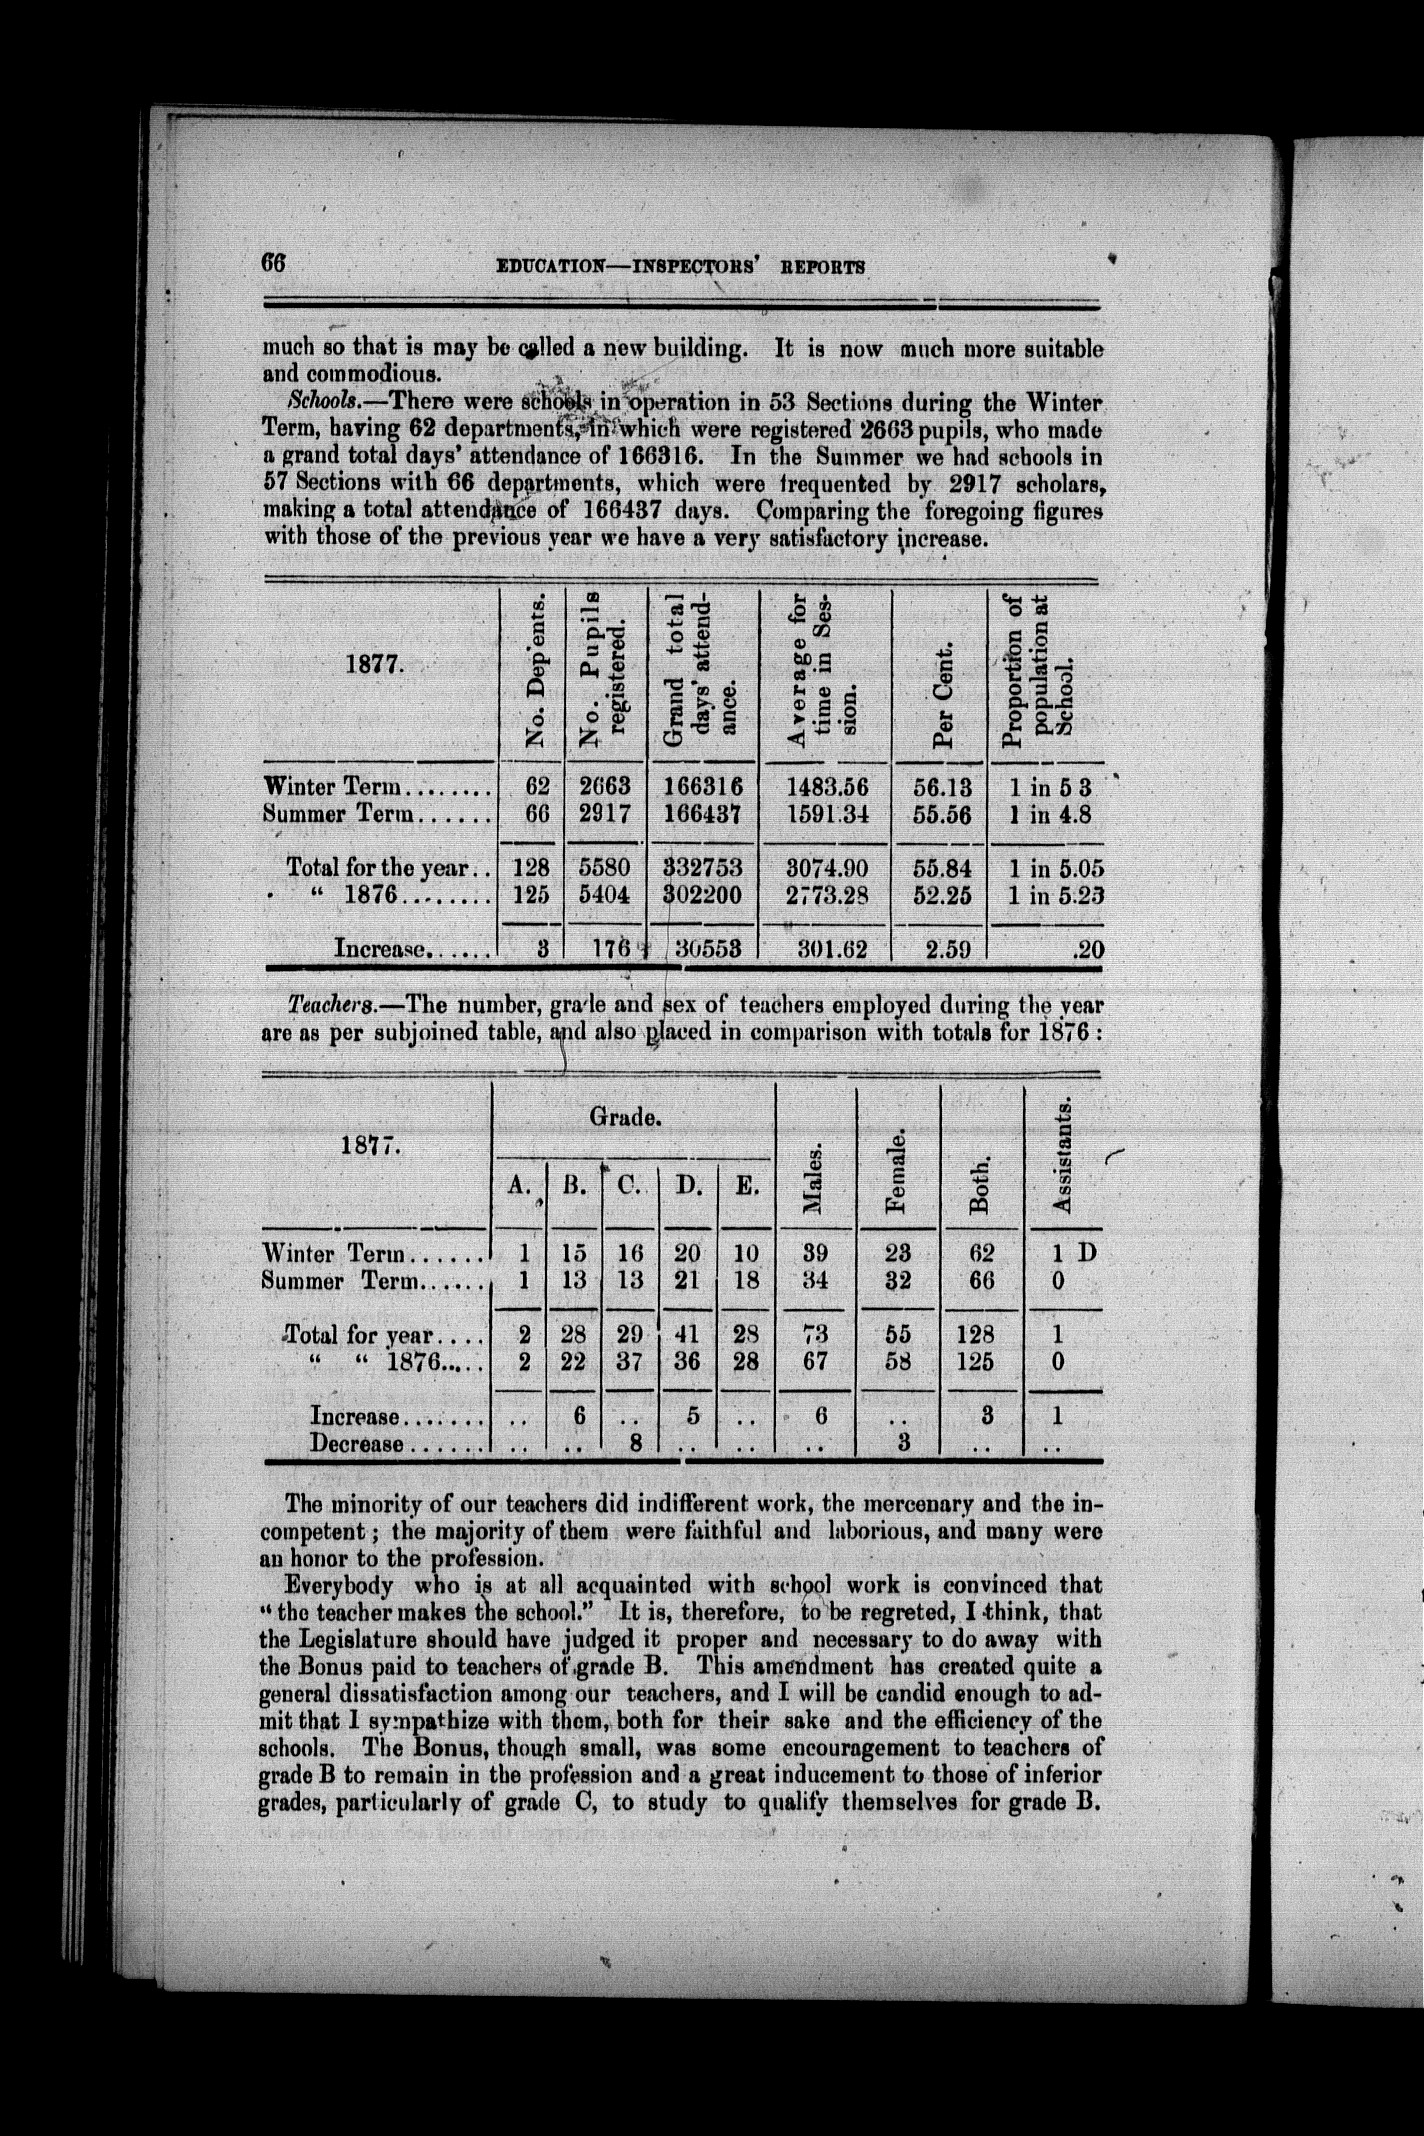 66 EDUCATION—INSPECTORS' REPORTS
much so that is may be called a new building. It is now much more suitable
and commodious.
Schools.—There were schools in operation in 53 Sections during the Winter
Term, having 62 departments, in which were registered 2663 pupils, who made
a grand total days' attendance of 166316. In the Summer we had schools in
57 Sections with 66 departments, which were frequented by 2917 scholars,
making a total attendance of 166437 days. Comparing the foregoing figures
with those of the previous year we have a very satisfactory increase.
1877. No. Dep'ents. No. Pupils registered. Grand total days' attend-ance. Average for time in Ses-sion. Per Cent. Proportion of population at School.
Winter Term........ 62 2663 166316 1483.56 56.13 1 in 5 3
Summer Term...... 66 2917 166437 1591.34 55.56 1 in 4.8
Total for the year.. 128 5580 332753 3074.90 55.84 1 in 5.05
" 1876........ 125 5404 302200 2773.28 52.25 1 in 5.23
Increase...... 3 176 30553 301.62 2.59 .20
Teachers.—The number, grade and sex of teachers employed during the year
are as per subjoined table, and also placed in comparison with totals for 1876 :
1877. Grade. Males. Female. Both. Assistants.
A. B. C. D. E.
Winter Term...... 1 15 16 20 10 39 23 62 1 D
Summer Term...... 1 13 13 21 18 34 32 66 0
Total for year.... 2 28 29 41 28 73 55 128 1
" " 1876..... 2 22 37 36 28 67 58 125 0
Increase....... .. 6 .. 5 .. 6 .. 3 1
Decrease...... .. .. 8 .. .. .. 3 .. ..
The minority of our teachers did indifferent work, the mercenary and the in-
competent ; the majority of them were faithful and laborious, and many were
an honor to the profession.
Everybody who is at all acquainted with school work is convinced that
"the teacher makes the school." It is, therefore, to be regreted, I think, that
the Legislature should have judged it proper and necessary to do away with
the Bonus paid to teachers of grade B. This amendment has created quite a
general dissatisfaction among our teachers, and I will be candid enough to ad-
mit that I sympathize with them, both for their sake and the efficiency of the
schools. The Bonus, though small, was some encouragement to teachers of
grade B to remain in the profession and a great inducement to those of inferior
grades, particularly of grade C, to study to qualify themselves for grade B.